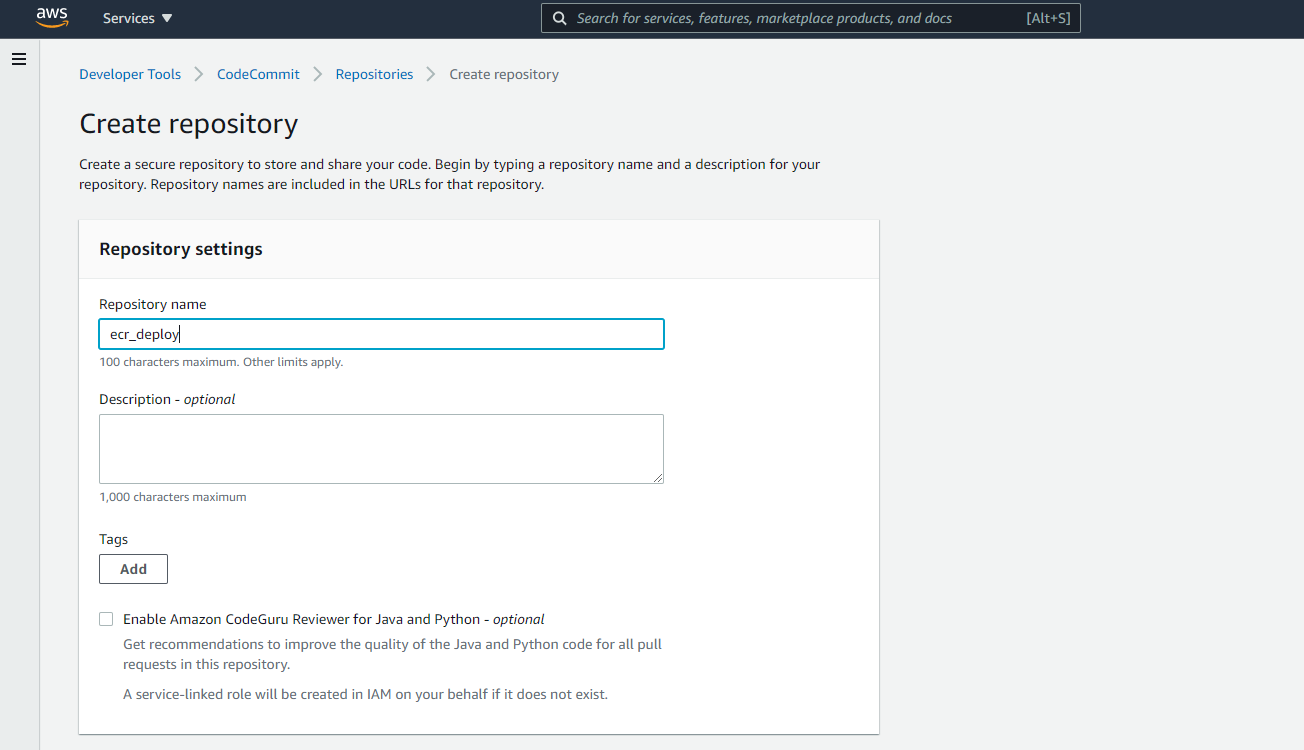 aws Services Search for services, features, marketplace products, and docs [Alt+S]
Developer Tools CodeCommit Repositories Create repository
Create repository
Create a secure repository to store and share your code. Begin by typing a repository name and a description for your
repository. Repository names are included in the URLs for that repository.
Repository settings
Repository name
ecr_deploy
100 characters maximum. Other limits apply.
Description - optional
1,000 characters maximum
Tags
Add
Enable Amazon CodeGuru Reviewer for Java and Python - optional
Get recommendations to improve the quality of the Java and Python code for all pull
requests in this repository.
A service-linked role will be created in IAM on your behalf if it does not exist.